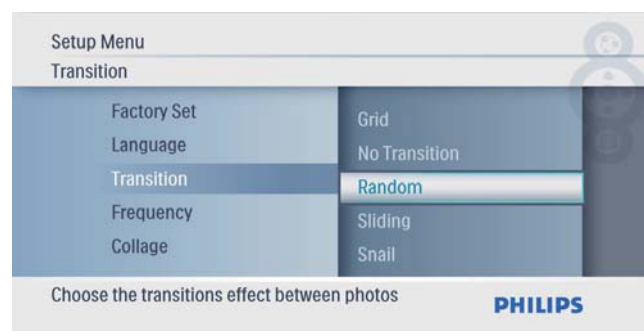 Setup Menu
Transition
Factory Set
Language
Transition
Frequency
Collage
Grid
No Transition
Random
Sliding
Snail
Choose the transitions effect between photos
PHILIPS